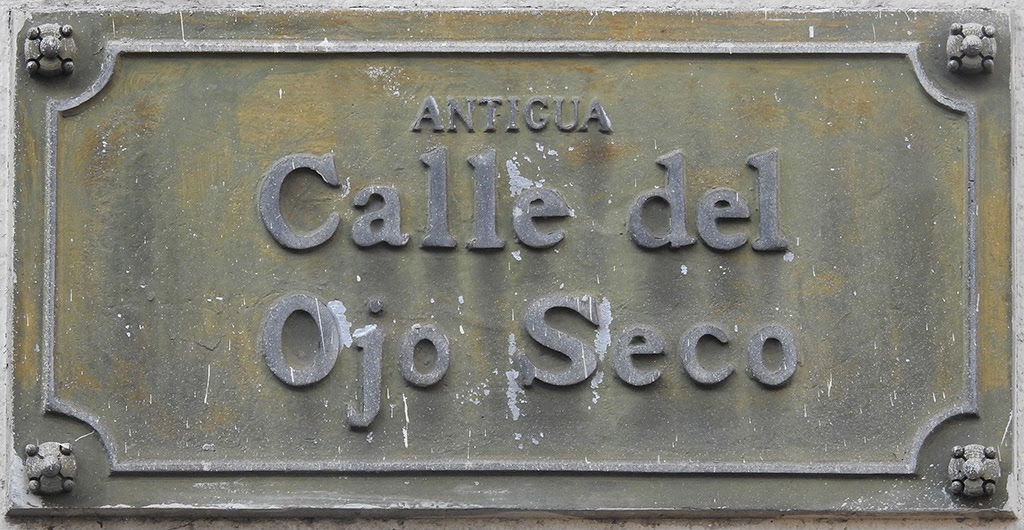 ANTIGUA
Calle del
Ojo Seco